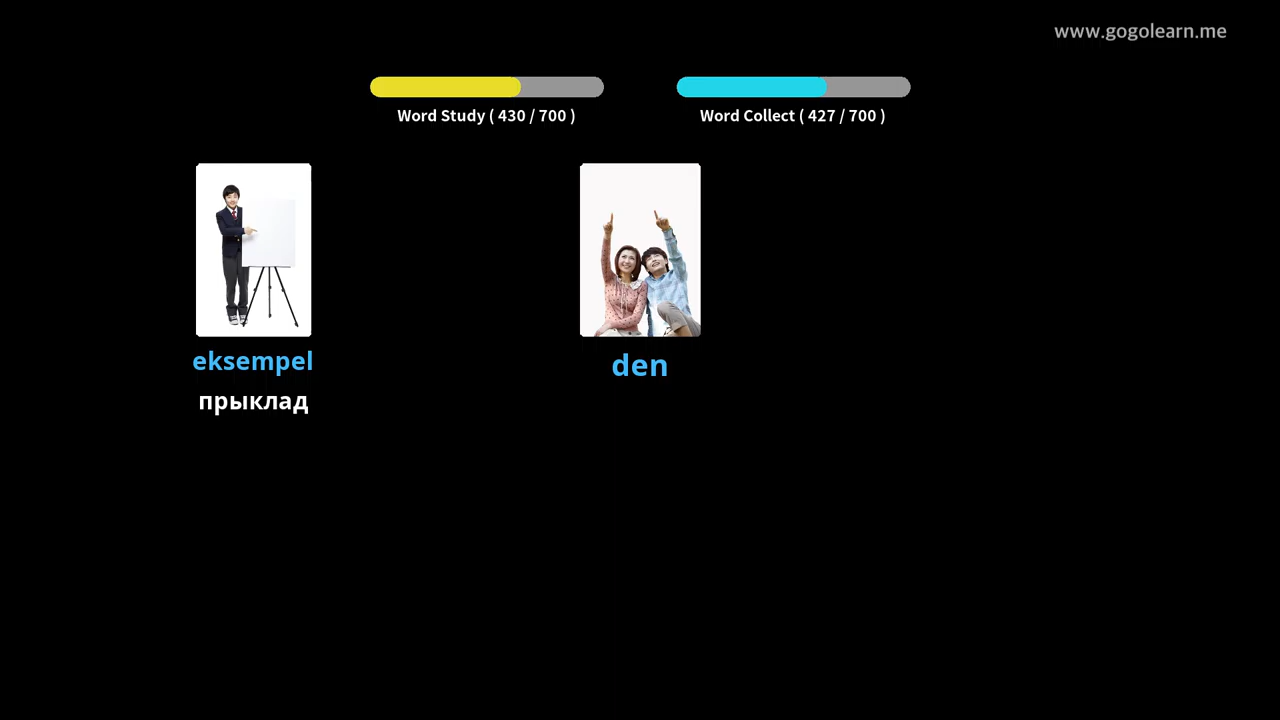 www.gogolearn.me
Word Study ( 430 / 700 )
Word Collect ( 427 / 700 )
eksempel
прыклад
den